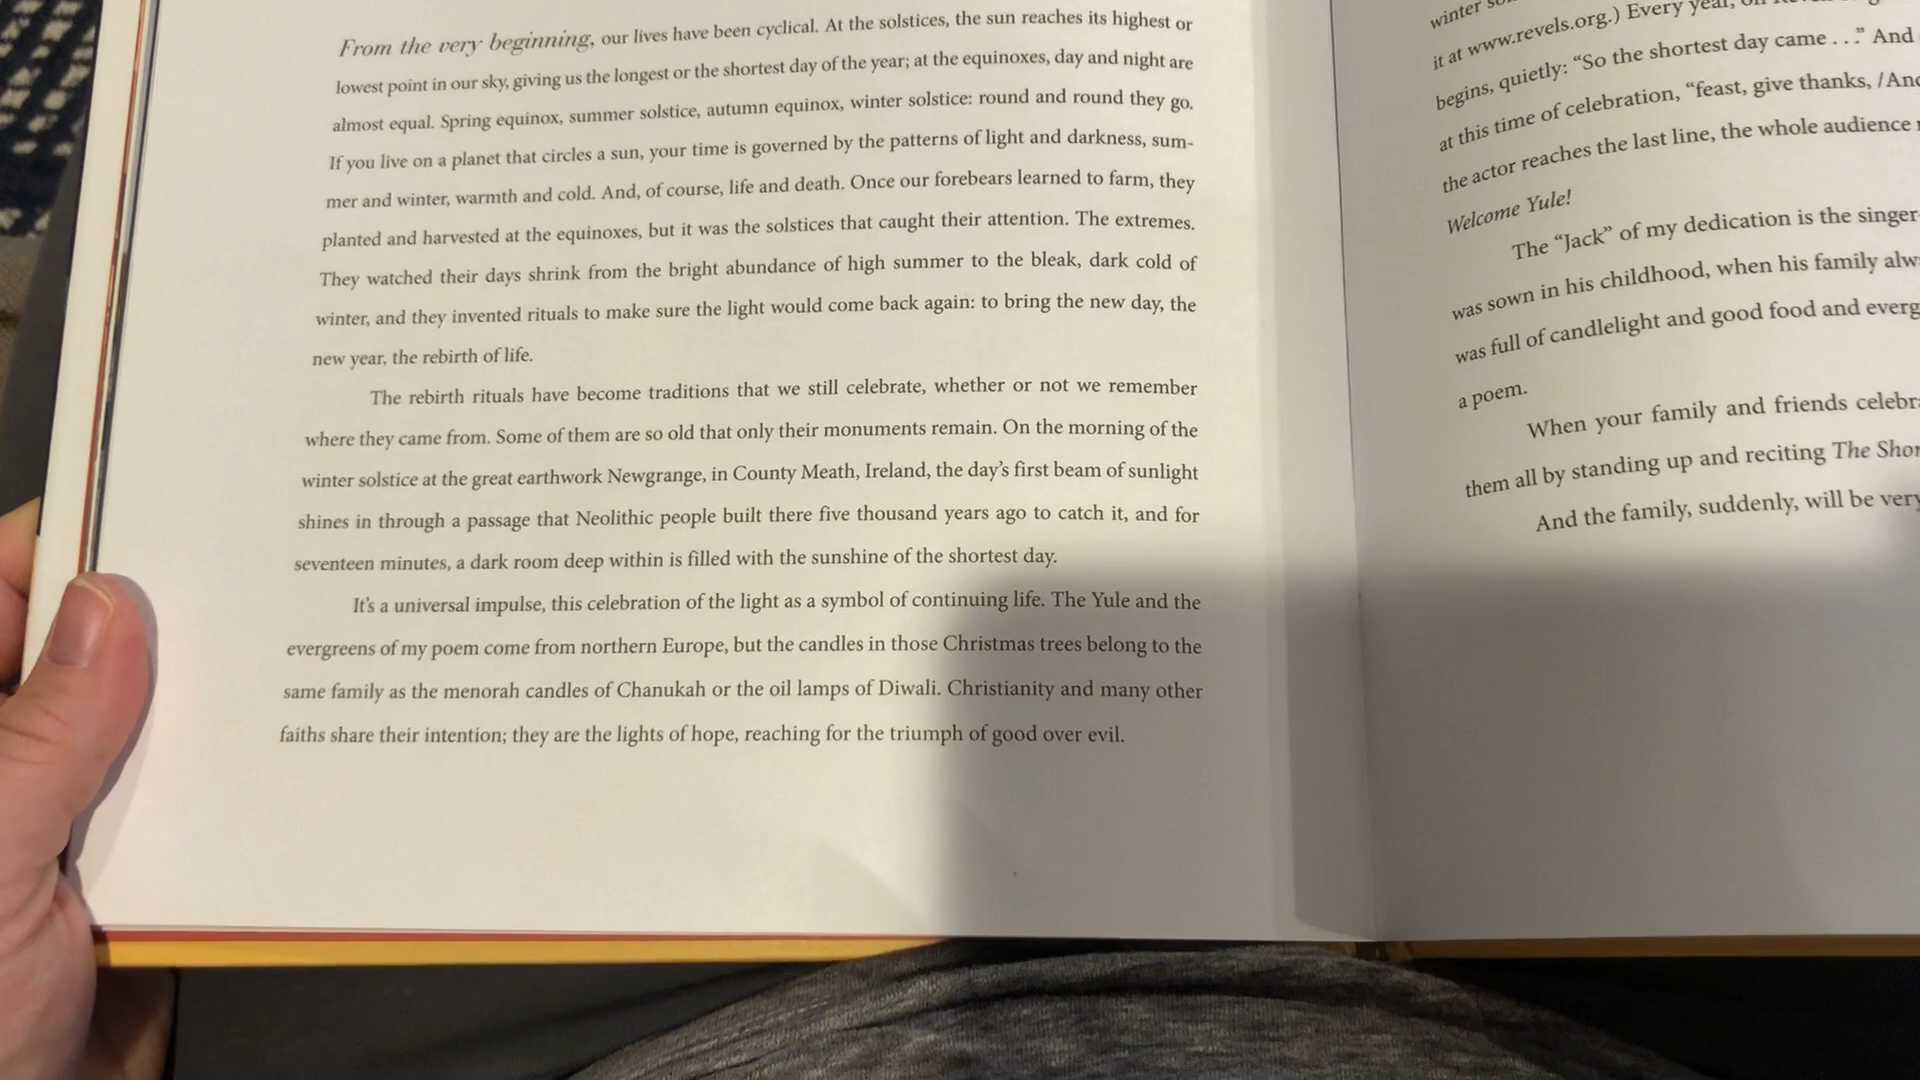 From the very beginning, our lives have been cyclical. At the solstices, the sun reaches its highest or
lowest point in our sky, giving us the longest or the shortest day of the year; at the equinoxes, day and night are
almost equal. Spring equinox, summer solstice, autumn equinox, winter solstice: round and round they go.
If you live on a planet that circles a sun, your time is governed by the patterns of light and darkness, sum-
mer and winter, warmth and cold. And, of course, life and death. Once our forebears learned to farm, they
planted and harvested at the equinoxes, but it was the solstices that caught their attention. The extremes.
They watched their days shrink from the bright abundance of high summer to the bleak, dark cold of
winter, and they invented rituals to make sure the light would come back again: to bring the new day, the
new year, the rebirth of life.
The rebirth rituals have become traditions that we still celebrate, whether or not we remember
where they came from. Some of them are so old that only their monuments remain. On the morning of the
winter solstice at the great earthwork Newgrange, in County Meath, Ireland, the day's first beam of sunlight
shines in through a passage that Neolithic people built there five thousand years ago to catch it, and for
seventeen minutes, a dark room deep within is filled with the sunshine of the shortest day.
It's a universal impulse, this celebration of the light as a symbol of continuing life. The Yule and the
evergreens of my poem come from northern Europe, but the candles in those Christmas trees belong to the
same family as the menorah candles of Chanukah or the oil lamps of Diwali. Christianity and many other
faiths share their intention; they are the lights of hope, reaching for the triumph of good over evil.
winter
it at www.revels.org.) Every year,
begins, quietly: “So the shortest day came . . .” And
at this time of celebration, “feast, give thanks, /And
the actor reaches the last line, the whole audience
Welcome Yule!
The “Jack” of my dedication is the singer
was sown in his childhood, when his family
was full of candlelight and good food and
a poem.
When your family and friends
them all by standing up and reciting The
And the family, suddenly, will be very